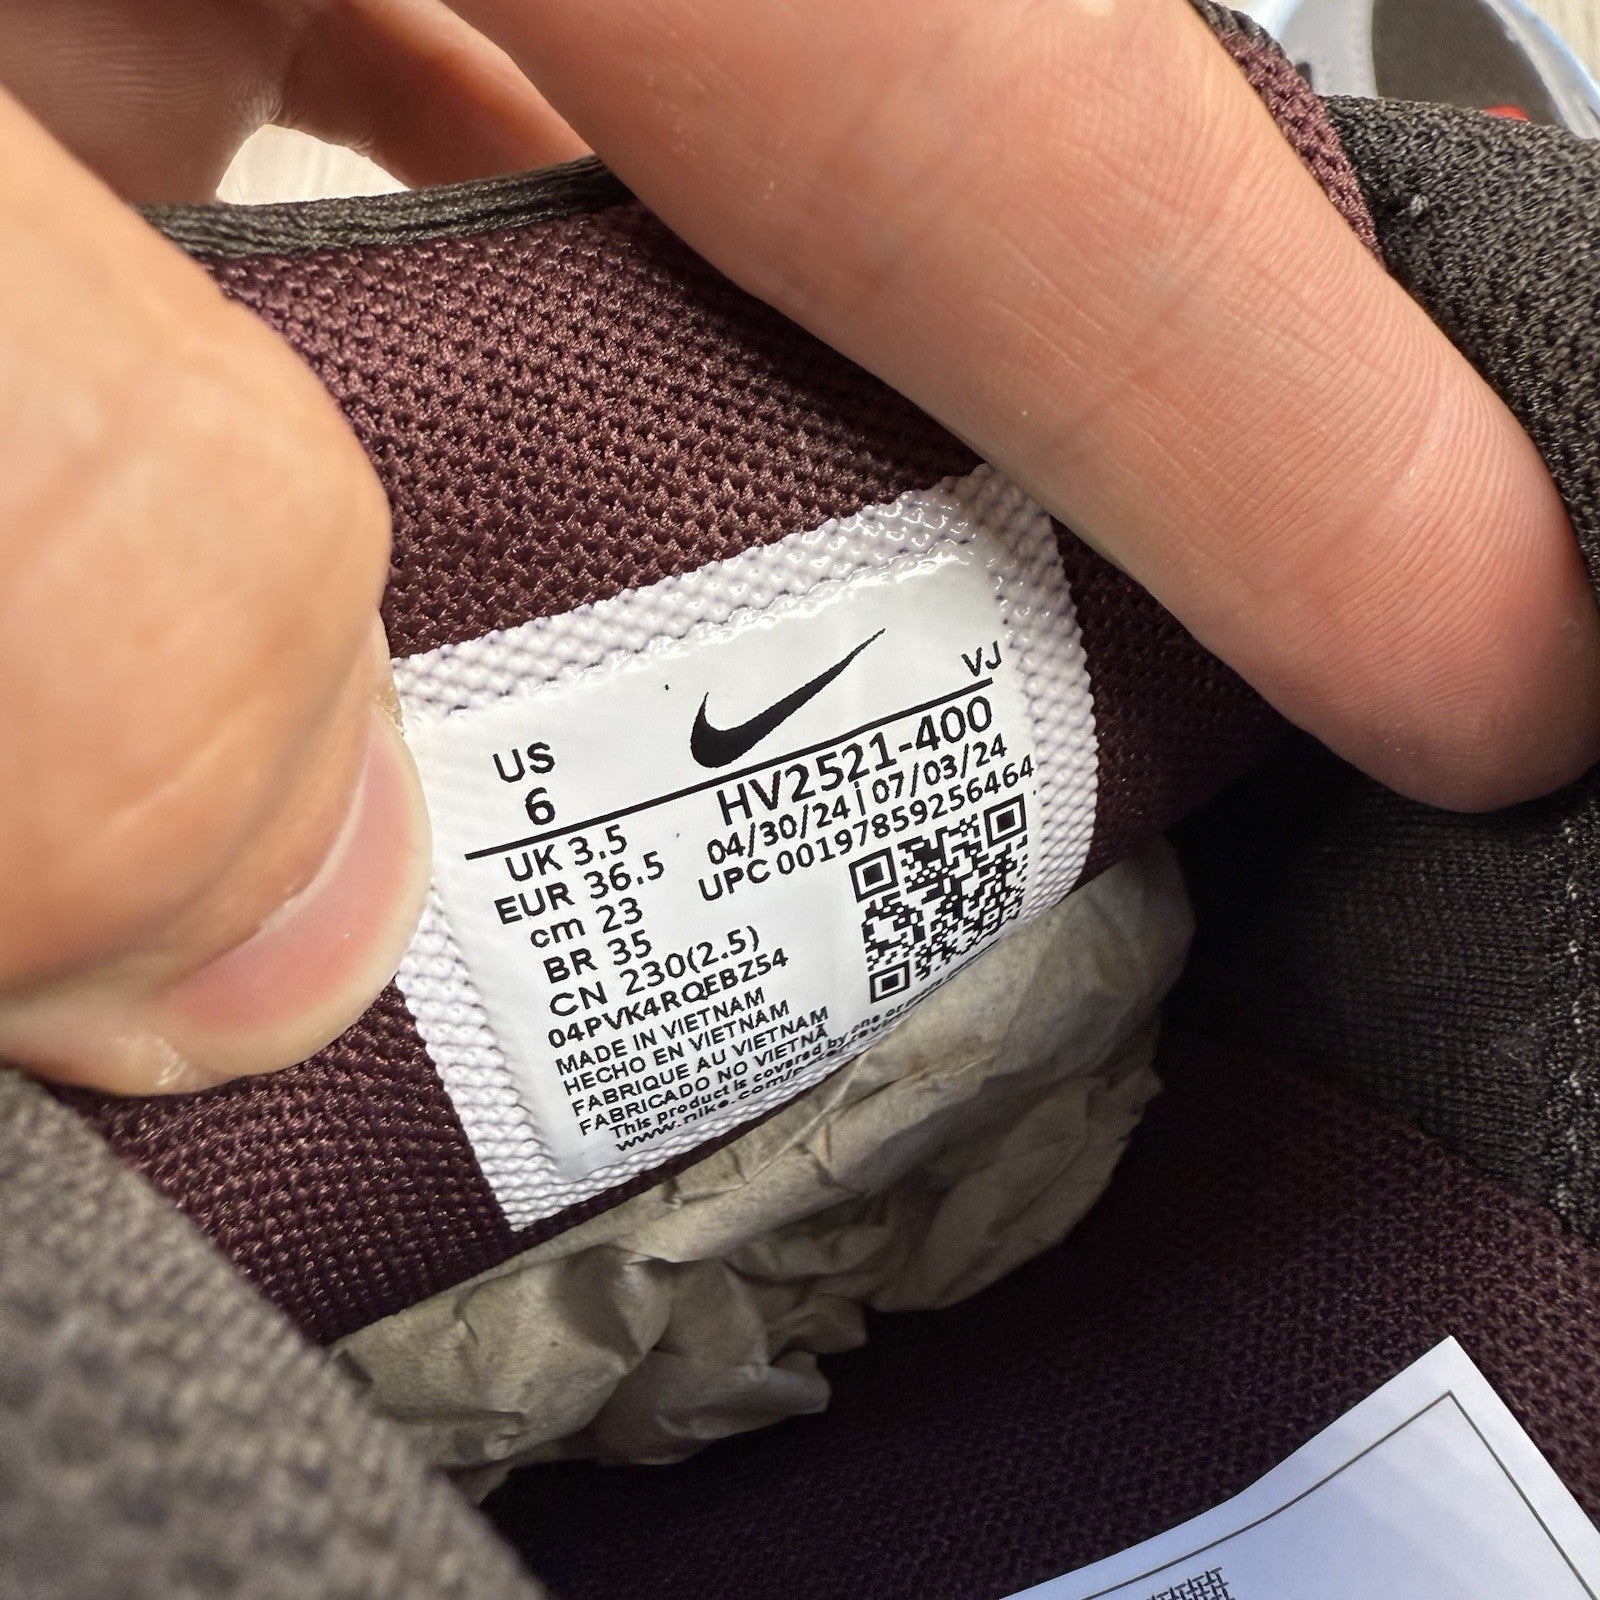 VJ
US
6
HV2521-400
04/30/24 | 07/03/24
UPC 00197859256464
UK 3.5
EUR 36.5
cm 23
BR 35
CN 230(2.5)
04PVK4RQEBZ54
MADE IN VIETNAM
HECHO EN VIETNAM
FABRIQUE AU VIETNAM
FABRICADO NO VIETNÃ
This product is covered by one or more
www.nike.com/